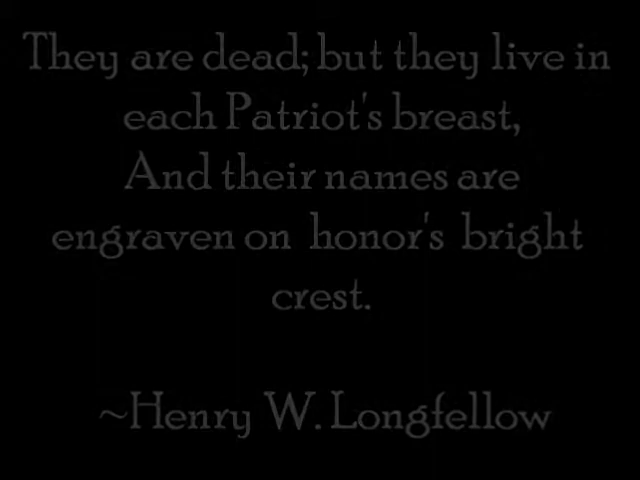 They are dead; but they live in
each Patriot's breast,
And their names are
engraven on honor's bright
crest.
~Henry W. Longfellow